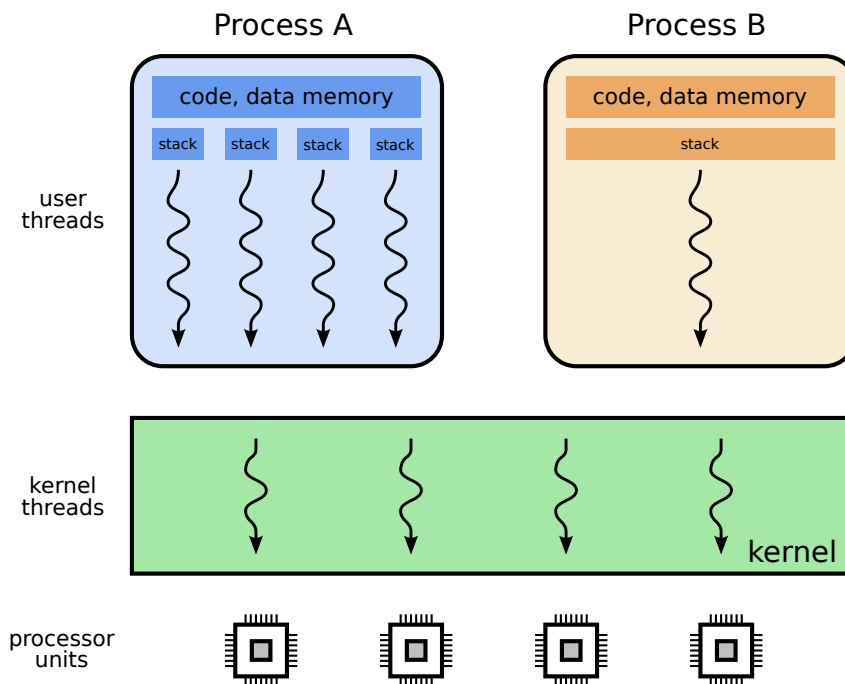 Process A
Process B
code, data memory
code, data memory
stack
stack
stack
stack
stack
user
threads
kernel
threads
kernel
processor
units